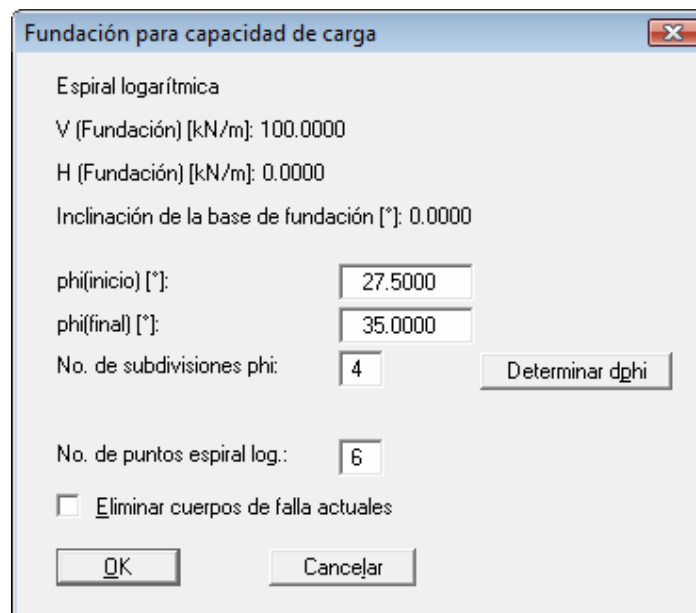 Fundación para capacidad de carga
Espiral logarítmica
V (Fundación) [kN/m]: 100.0000
H (Fundación) [kN/m]: 0.0000
Inclinación de la base de fundación [°]: 0.0000
phi(inicio) [°]: 27.5000
phi(final) [°]: 35.0000
No. de subdivisiones phi: 4 Determinar dphi
No. de puntos espiral log.: 6
Eliminar cuerpos de falla actuales
OK Cancelar